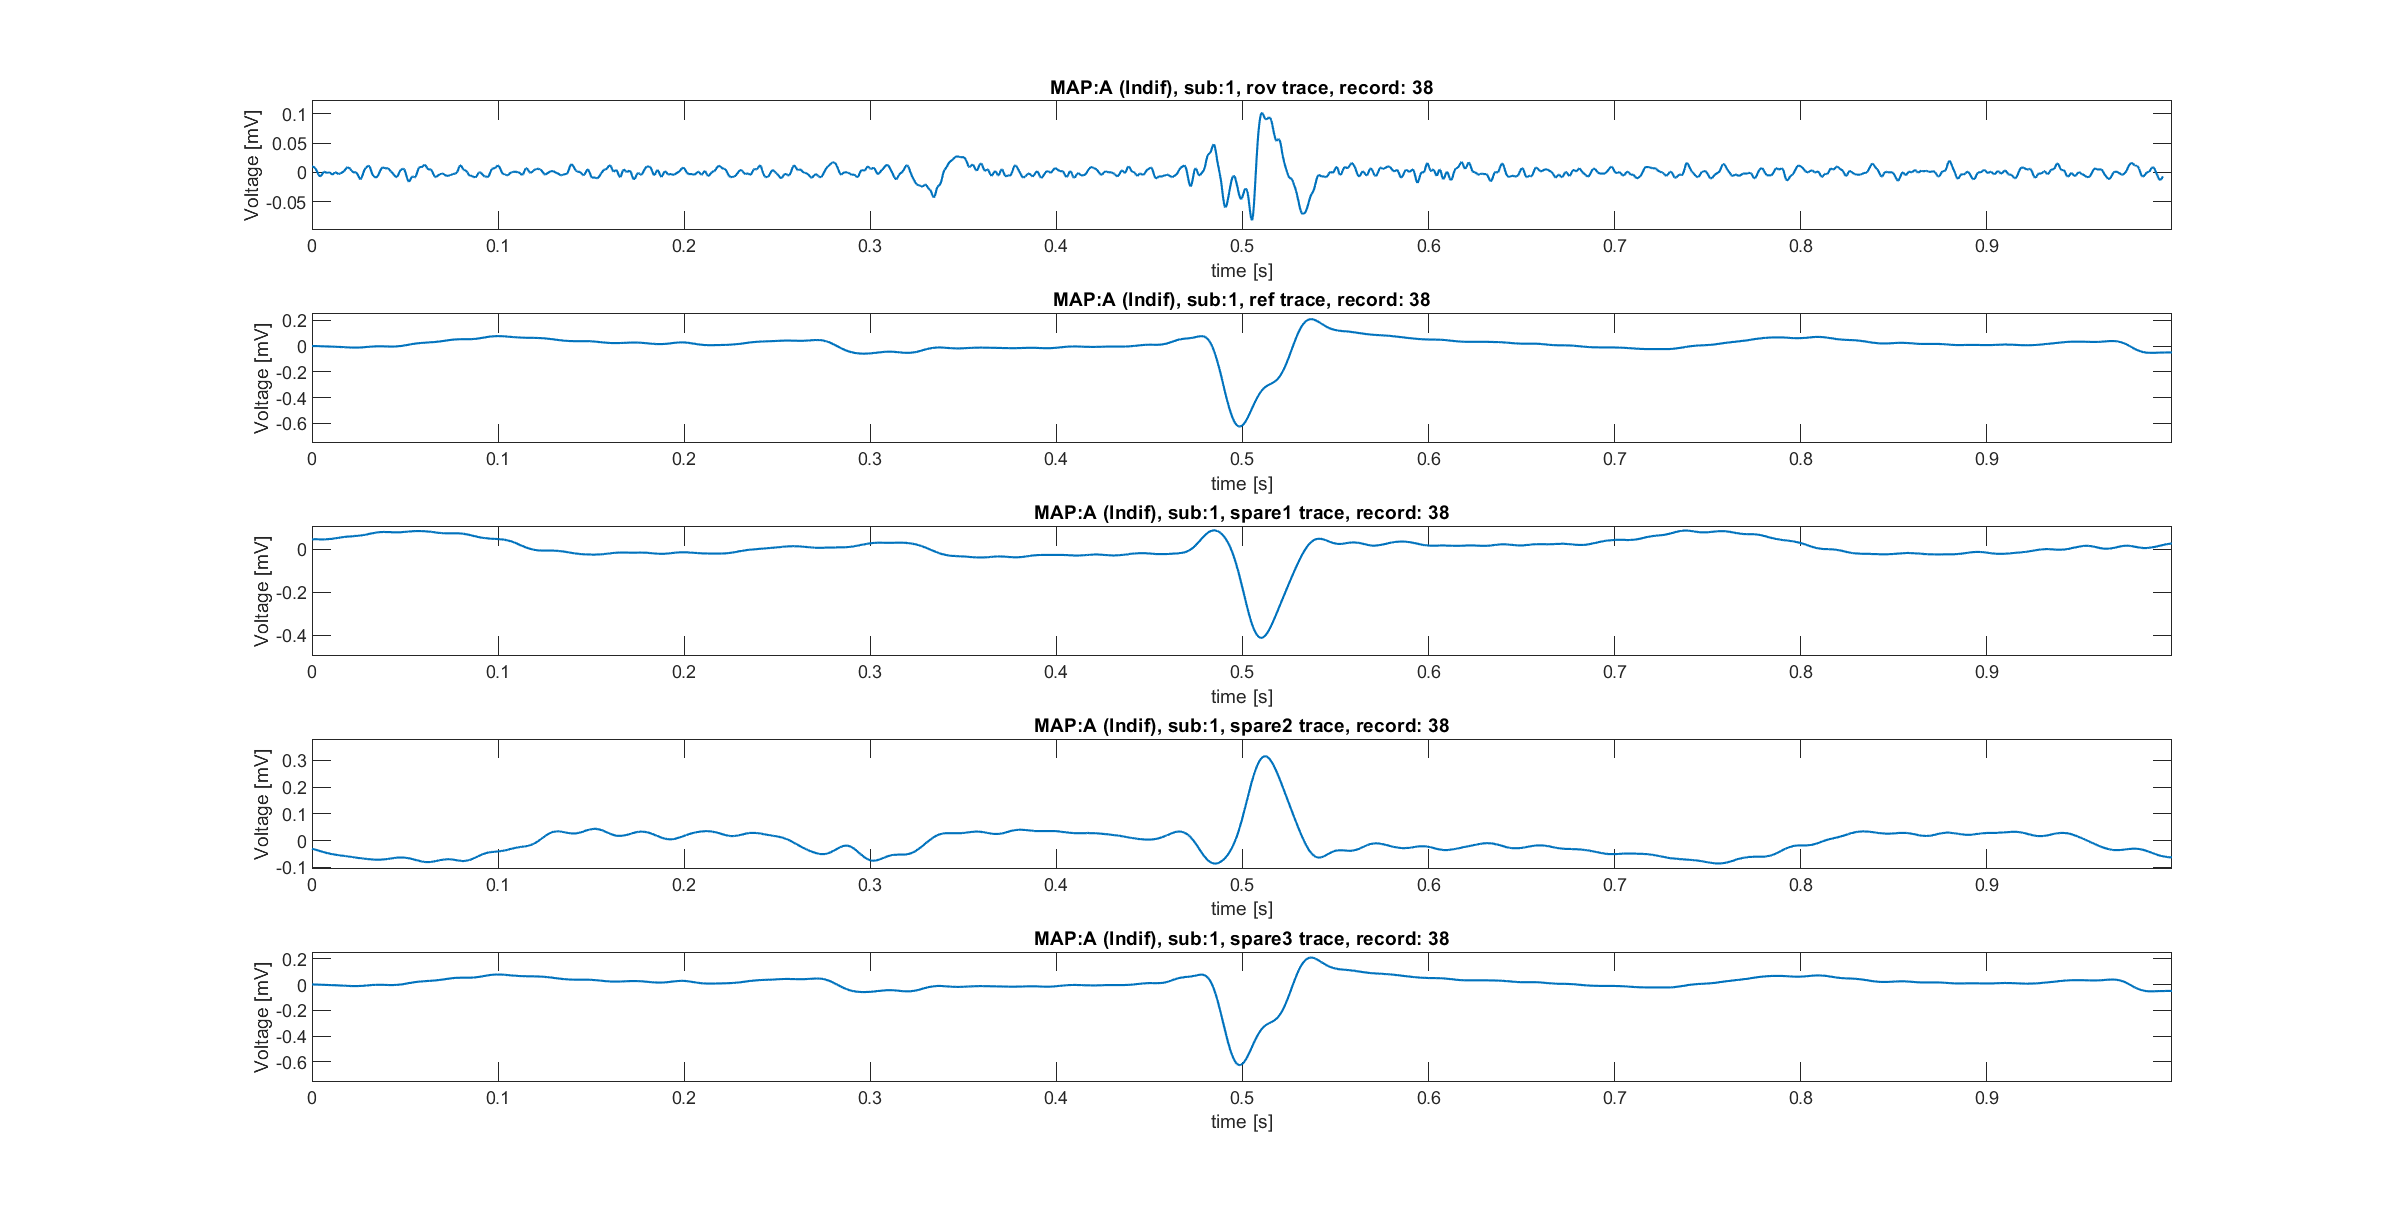 MAP:A (Indif), sub:1, rov trace, record: 38
Voltage [mV]
0.1
0.05
0
-0.05
0 0.1 0.2 0.3 0.4 0.5 0.6 0.7 0.8 0.9
time [s]
MAP:A (Indif), sub:1, ref trace, record: 38
Voltage [mV]
0.2
0
-0.2
-0.4
-0.6
0 0.1 0.2 0.3 0.4 0.5 0.6 0.7 0.8 0.9
time [s]
MAP:A (Indif), sub:1, spare1 trace, record: 38
Voltage [mV]
0
-0.2
-0.4
0 0.1 0.2 0.3 0.4 0.5 0.6 0.7 0.8 0.9
time [s]
MAP:A (Indif), sub:1, spare2 trace, record: 38
Voltage [mV]
0.3
0.2
0.1
0
-0.1
0 0.1 0.2 0.3 0.4 0.5 0.6 0.7 0.8 0.9
time [s]
MAP:A (Indif), sub:1, spare3 trace, record: 38
Voltage [mV]
0.2
0
-0.2
-0.4
-0.6
0 0.1 0.2 0.3 0.4 0.5 0.6 0.7 0.8 0.9
time [s]